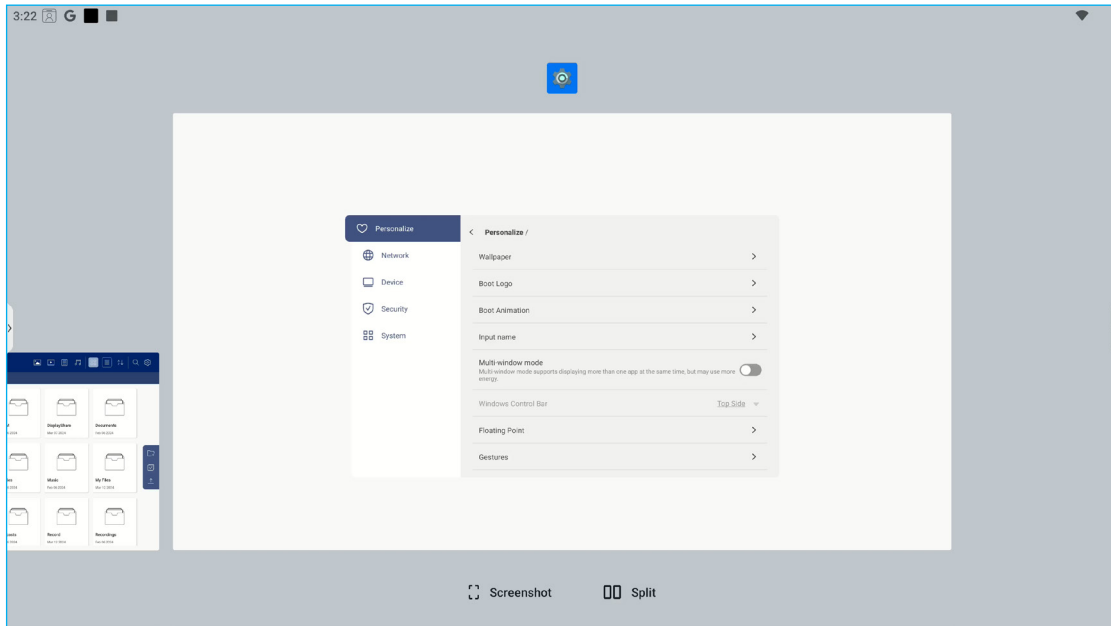 3:22
G
Personalize
Network
Device
Security
System
Personalize /
Wallpaper
Boot Logo
Boot Animation
Input name
Multi-window mode
Multi-window mode supports displaying more than one app at the same time, but may use more
energy.
Windows Control Bar
Top Side
Floating Point
Gestures
DisplayShare
Documents
Music
My Files
Record
Recordings
Screenshot
Split